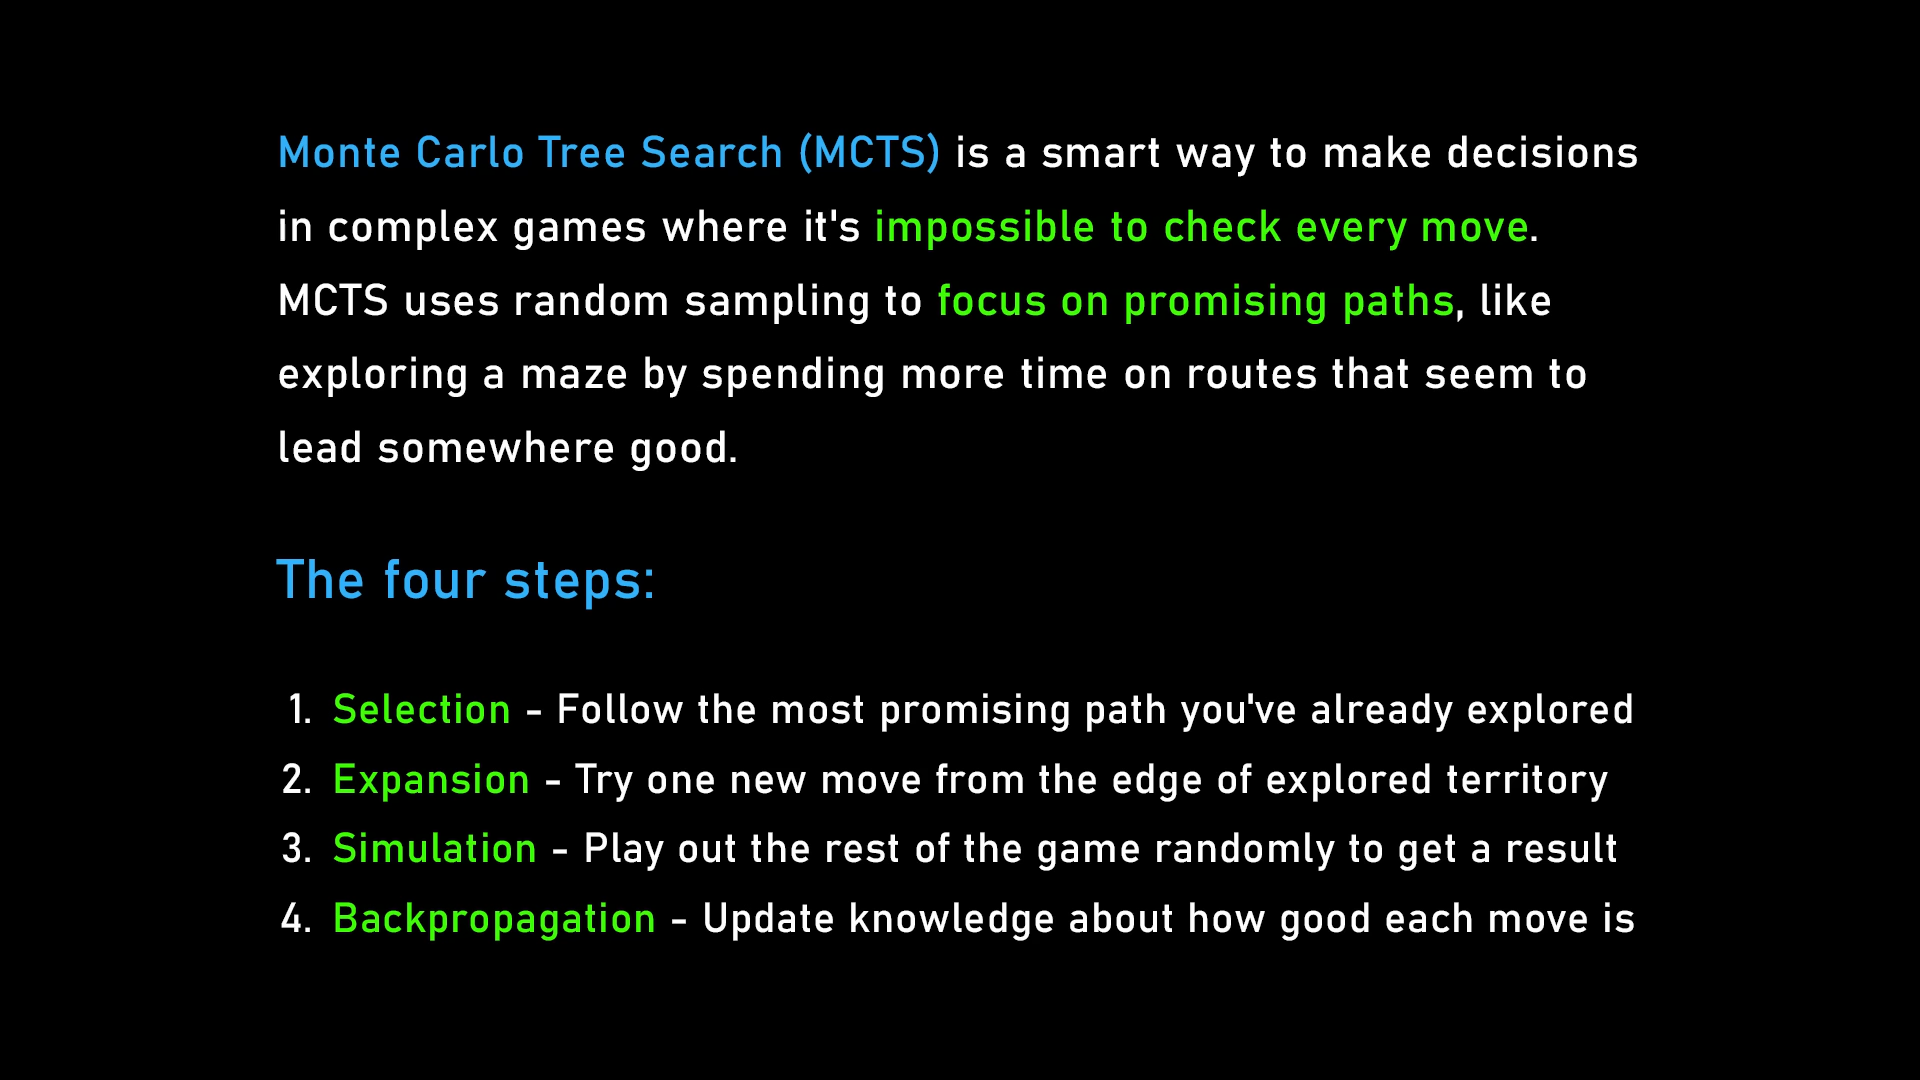 Monte Carlo Tree Search (MCTS) is a smart way to make decisions
in complex games where it's impossible to check every move.
MCTS uses random sampling to focus on promising paths, like
exploring a maze by spending more time on routes that seem to
lead somewhere good.
The four steps:
1. Selection - Follow the most promising path you've already explored
2. Expansion - Try one new move from the edge of explored territory
3. Simulation - Play out the rest of the game randomly to get a result
4. Backpropagation - Update knowledge about how good each move is